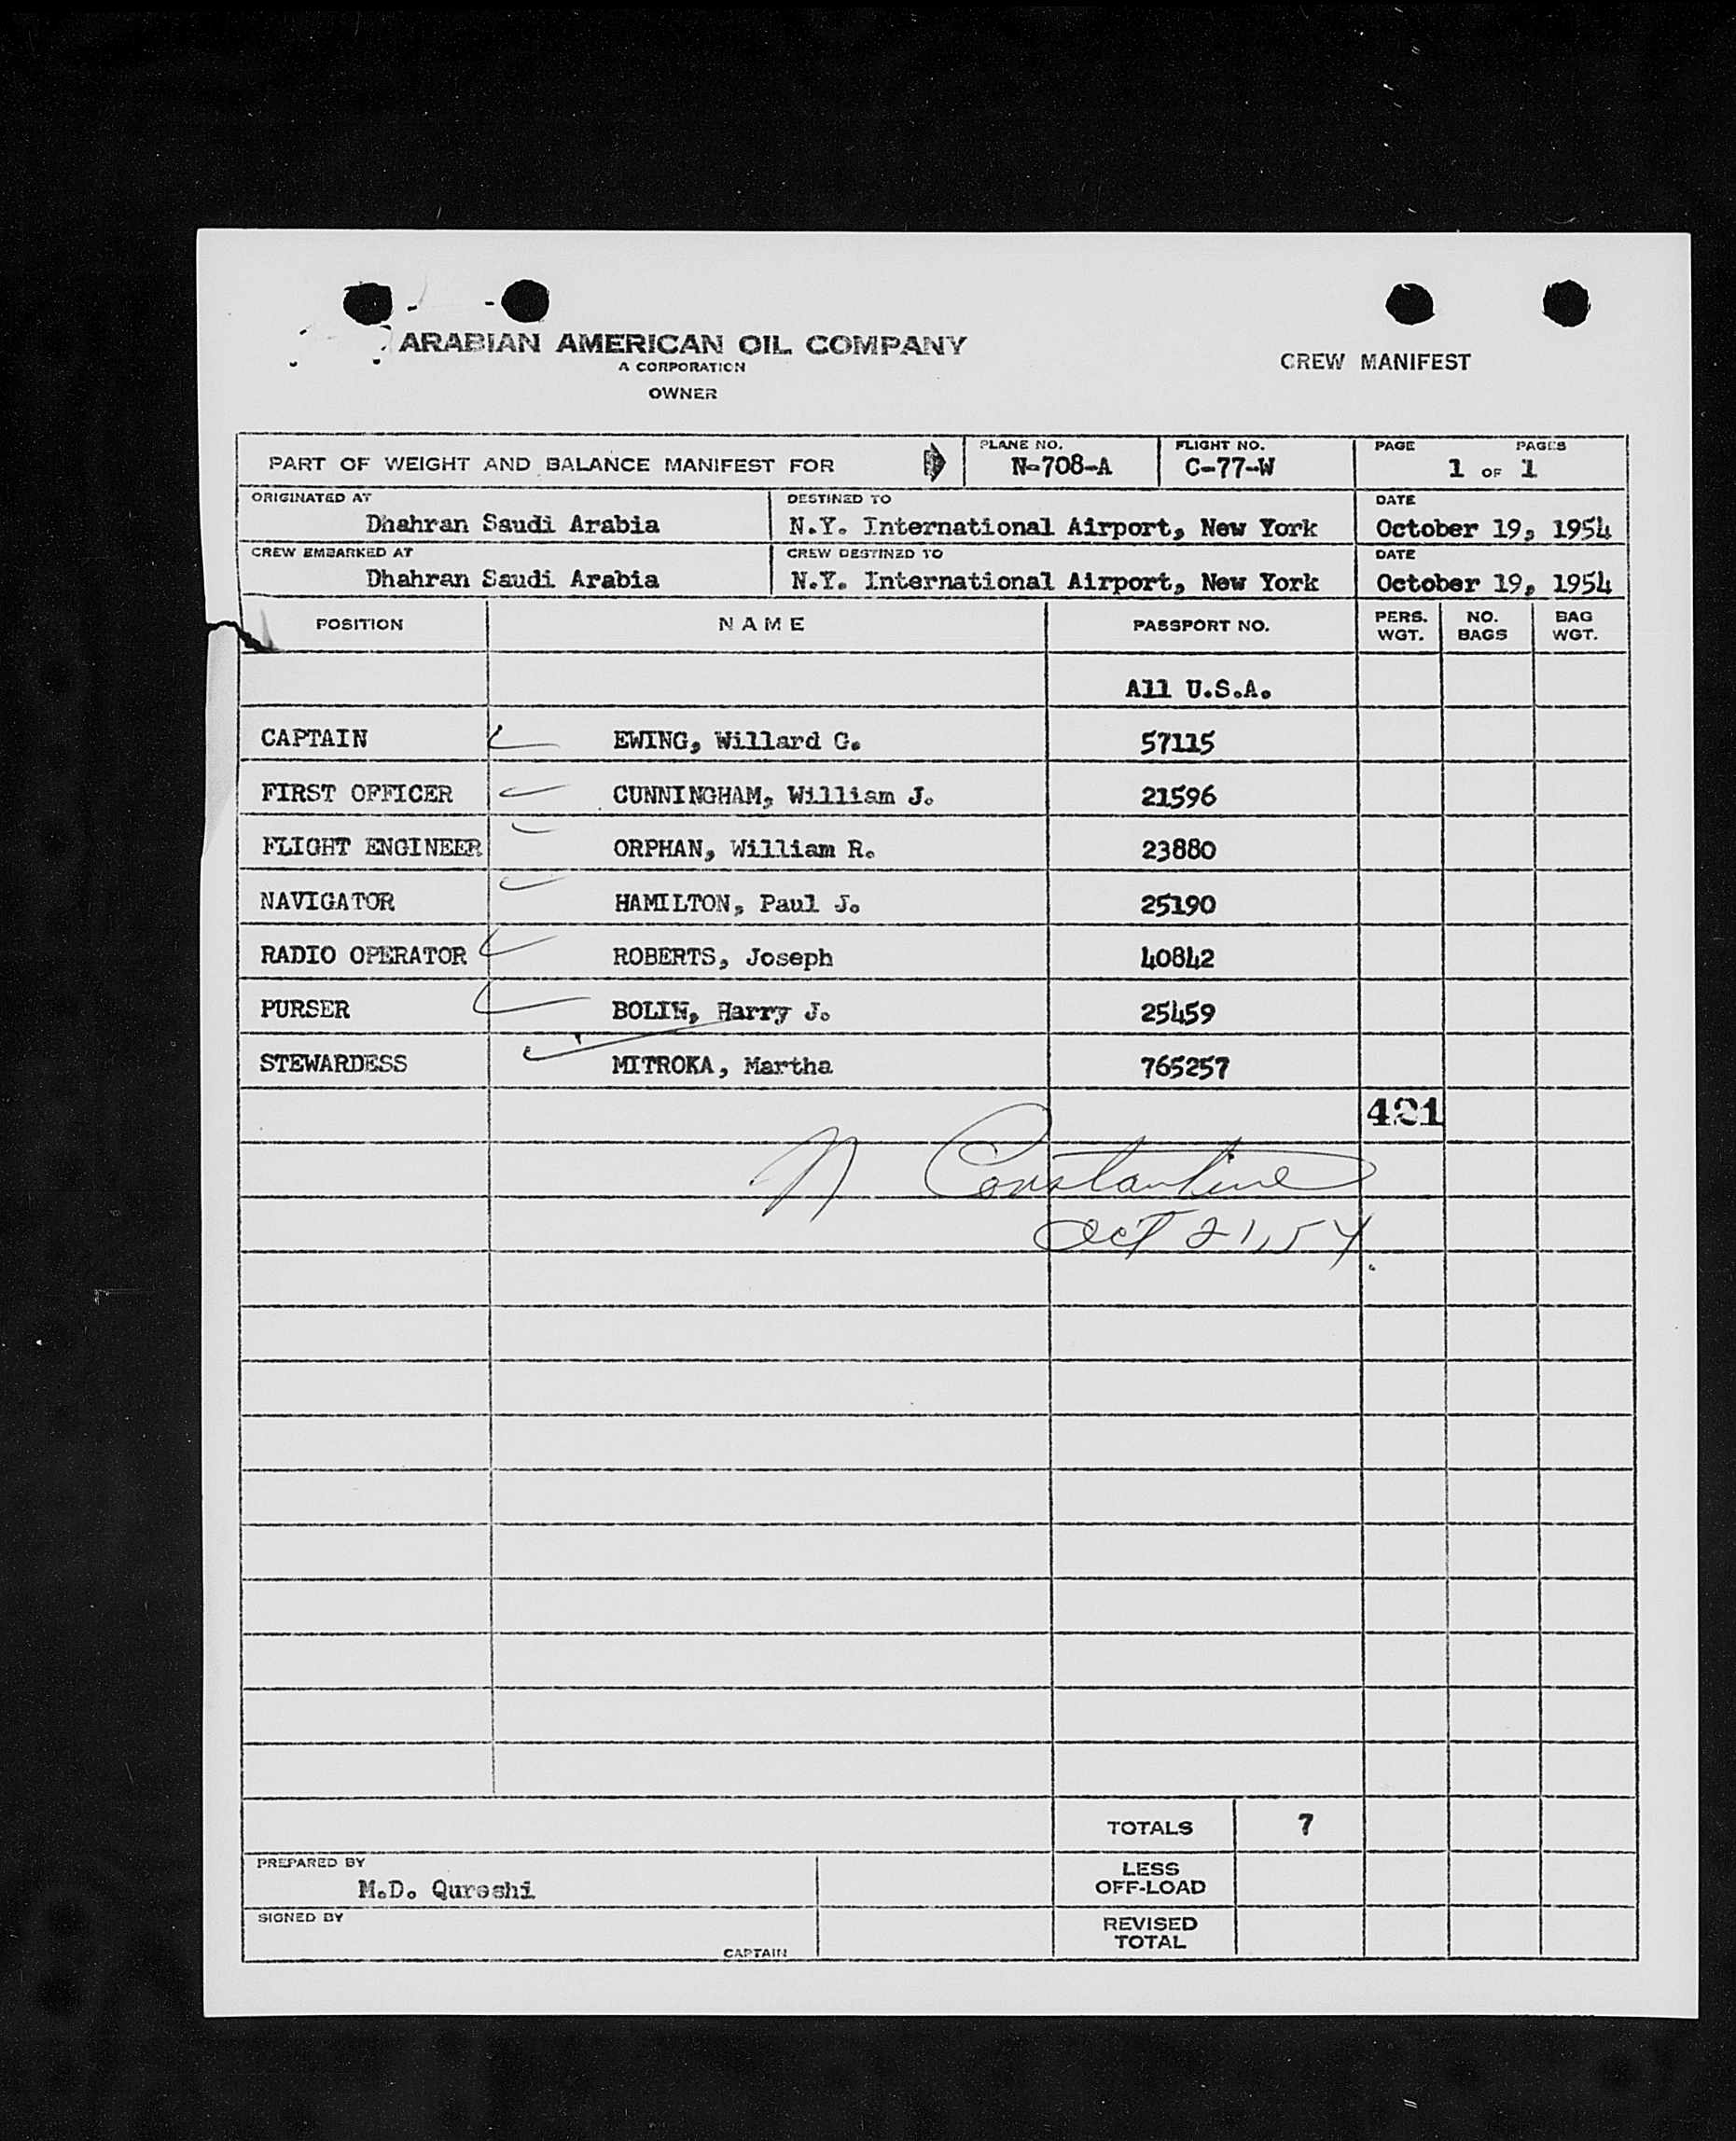 ARABIAN AMERICAN OIL COMPANY
A CORPORATION
OWNER
CREW MANIFEST
PART OF WEIGHT AND BALANCE MANIFEST FOR
PLANE NO.
N-708-A
FLIGHT NO.
C-77-W
PAGE PAGES
1 OF 1
ORIGINATED AT
Dhahran Saudi Arabia
DESTINED TO
N.Y. International Airport, New York
DATE
October 19, 1954
CREW EMBARKED AT
Dhahran Saudi Arabia
CREW DESTINED TO
N.Y. International Airport, New York
DATE
October 19, 1954
POSITION NAME PASSPORT NO. PERS. WGT. NO. BAGS BAG WGT.
All U.S.A.
CAPTAIN EWING, Willard G. 57115
FIRST OFFICER CUNNINGHAM, William J. 21596
FLIGHT ENGINEER ORPHAN, William R. 23880
NAVIGATOR HAMILTON, Paul J. 25190
RADIO OPERATOR ROBERTS, Joseph 40842
PURSER BOLIN, Harry J. 25459
STEWARDESS MITROKA, Martha 765257
421
N Constantine
Oct 21, 54
TOTALS 7
PREPARED BY
M.D. Qureshi
LESS OFF-LOAD
SIGNED BY
CAPTAIN
REVISED TOTAL